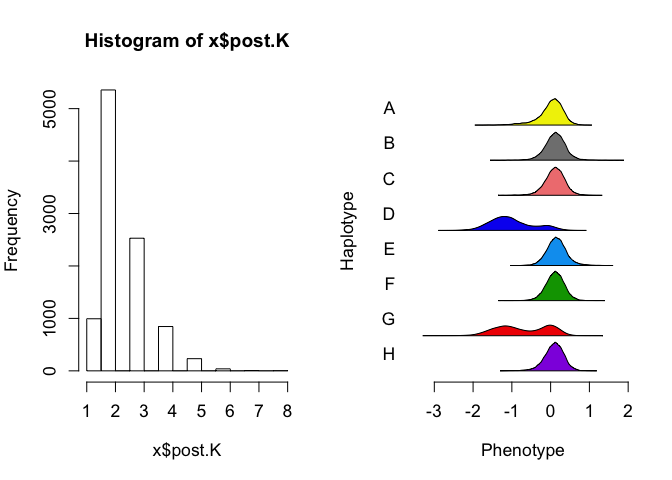 Histogram of x$post.K
Frequency
0
1000
3000
5000
1 2 3 4 5 6 7 8
x$post.K
Haplotype
A
B
C
D
E
F
G
H
-3 -2 -1 0 1 2
Phenotype